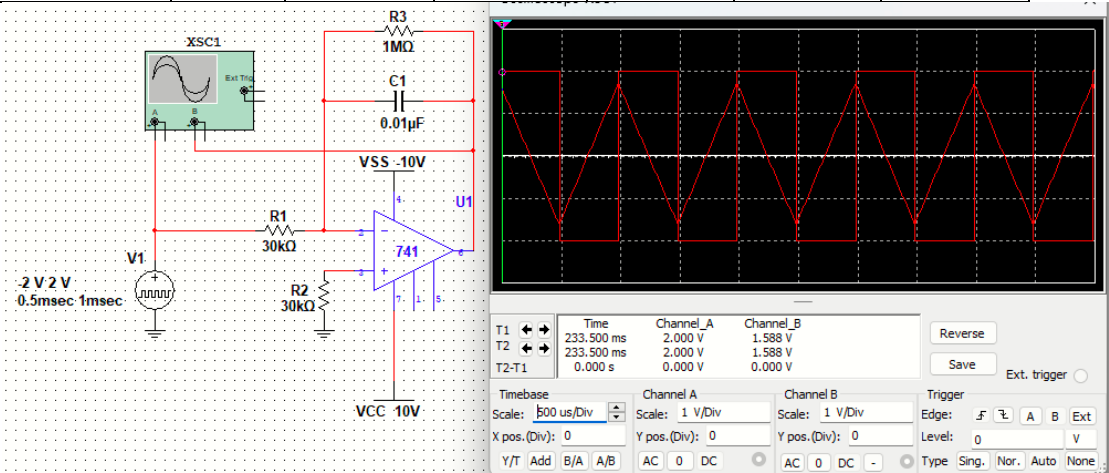 R3
1MΩ
XSC1
Ext Trig
A
B
C1
0.01µF
VSS -10V
4
U1
R1
30kΩ
2
741
6
3
V1
-2 V 2 V
0.5msec 1msec
R2
30kΩ
7
1
5
VCC 10V
T1
T2
T2-T1
Time Channel_A Channel_B
233.500 ms 2.000 V 1.588 V
233.500 ms 2.000 V 1.588 V
0.000 s 0.000 V 0.000 V
Reverse
Save
Ext. trigger
Timebase
Scale: 500 us/Div
X pos.(Div): 0
Y/T Add B/A A/B
Channel A
Scale: 1 V/Div
Y pos.(Div): 0
AC 0 DC
Channel B
Scale: 1 V/Div
Y pos.(Div): 0
AC 0 DC -
Trigger
Edge: A B Ext
Level: 0 V
Type Sing. Nor. Auto None